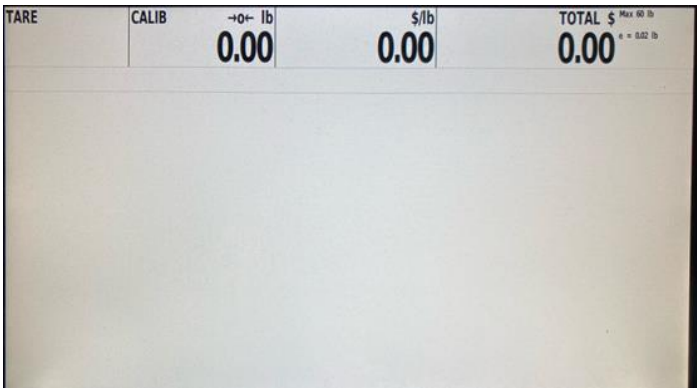 TARE CALIB →0← lb $/lb TOTAL $ Max 60 lb
0.00 0.00 0.00 e = 0.02 lb